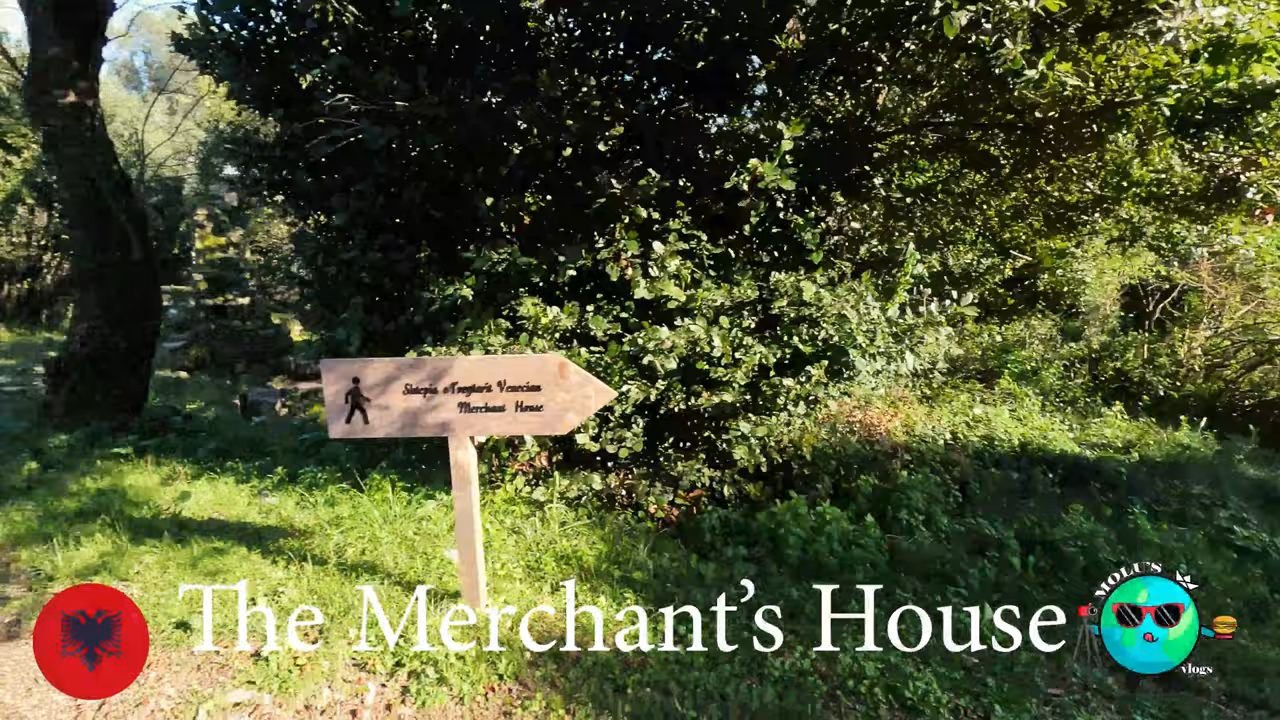 Shtepia eTregtarit Venecian
Merchant House
The Merchant's House
MOLU'S
vlogs